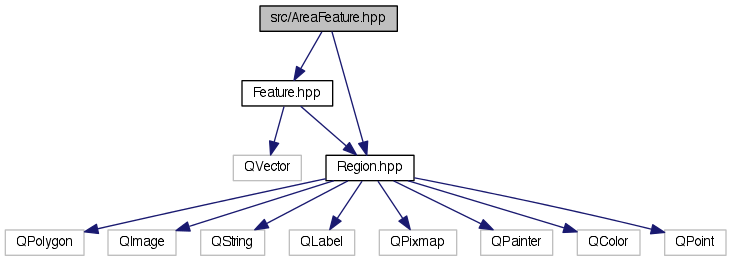 src/AreaFeature.hpp
Feature.hpp
QVector
Region.hpp
QPolygon
QImage
QString
QLabel
QPixmap
QPainter
QColor
QPoint